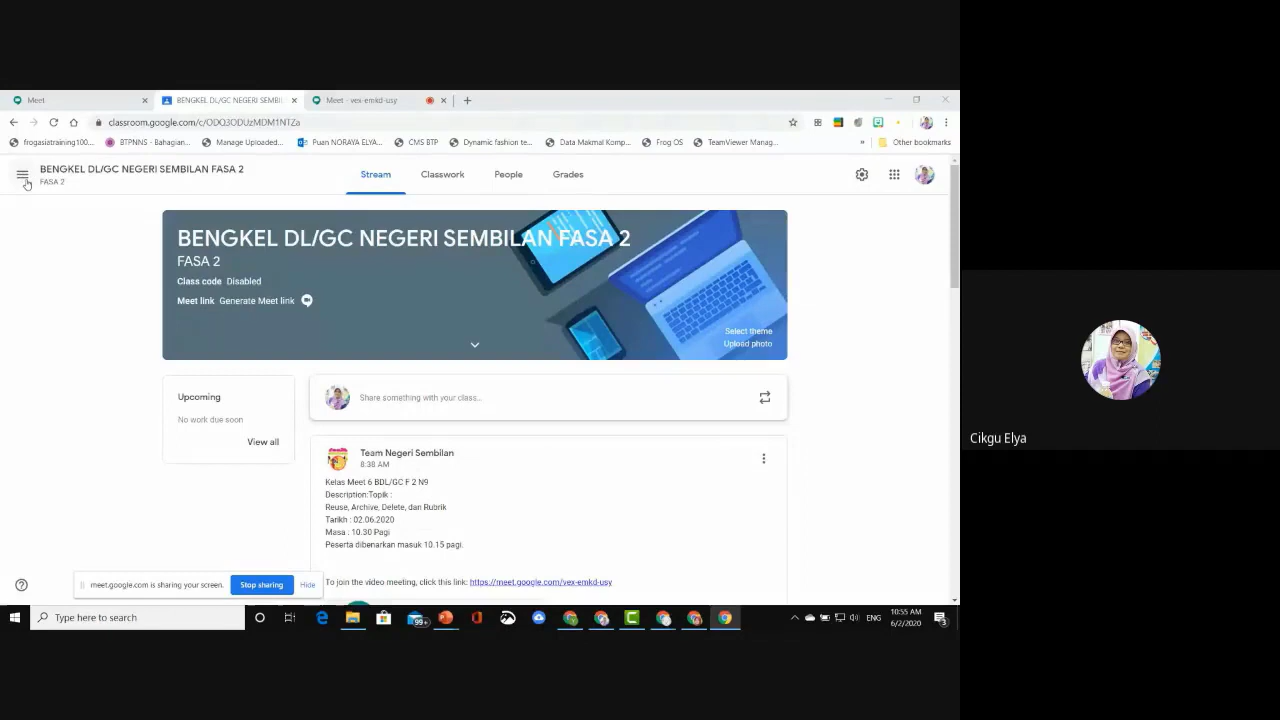 Meet
BENGKEL DL/GC NEGERI SEMBIL
Meet - vex-emkd-usy
classroom.google.com/c/ODQ3ODUzMDM1NTZa
frogasiatraining100...
BTPNNS - Bahagian...
Manage Uploaded...
Puan NORAYA ELYA...
CMS BTP
Dynamic fashion te...
Data Makmal Komp...
Frog OS
TeamViewer Manag...
»
Other bookmarks
BENGKEL DL/GC NEGERI SEMBILAN FASA 2
FASA 2
Stream
Classwork
People
Grades
BENGKEL DL/GC NEGERI SEMBILAN FASA 2
FASA 2
Class code Disabled
Meet link Generate Meet link
Select theme
Upload photo
Upcoming
No work due soon
View all
Share something with your class...
Team Negeri Sembilan
8:38 AM
Kelas Meet 6 BDL/GC F 2 N9
Description:Topik :
Reuse, Archive, Delete, dan Rubrik
Tarikh : 02.06.2020
Masa : 10.30 Pagi
Peserta dibenarkan masuk 10.15 pagi.
To join the video meeting, click this link: https://meet.google.com/vex-emkd-usy
meet.google.com is sharing your screen.
Stop sharing
Hide
Cikgu Elya
Type here to search
99+
ENG
10:55 AM
6/2/2020
3